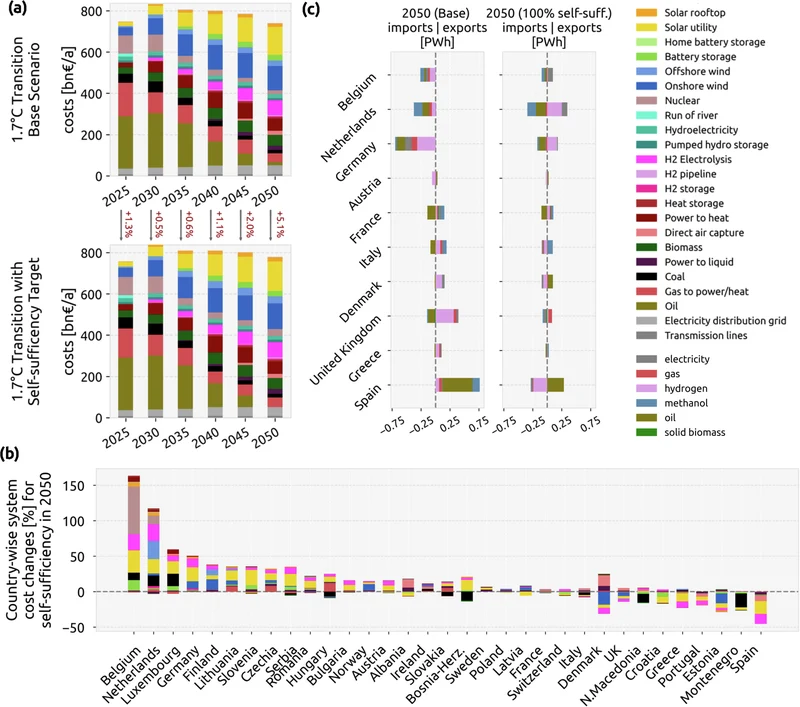 (a)
1.7°C Transition
Base Scenario
costs [bn€/a]
800
600
400
200
0
2025
2030
2035
2040
2045
2050
+1.3%
+0.5%
+0.6%
+1.1%
+2.0%
+5.1%
1.7°C Transition with
Self-sufficency Target
costs [bn€/a]
800
600
400
200
0
2025
2030
2035
2040
2045
2050
(c)
2050 (Base)
imports | exports
[PWh]
2050 (100% self-suff.)
imports | exports
[PWh]
Belgium
Netherlands
Germany
Austria
France
Italy
Denmark
United Kingdom
Greece
Spain
−0.75
−0.25
0.25
0.75
−0.75
−0.25
0.25
0.75
Solar rooftop
Solar utility
Home battery storage
Battery storage
Offshore wind
Onshore wind
Nuclear
Run of river
Hydroelectricity
Pumped hydro storage
H2 Electrolysis
H2 pipeline
H2 storage
Heat storage
Power to heat
Direct air capture
Biomass
Power to liquid
Coal
Gas to power/heat
Oil
Electricity distribution grid
Transmission lines
electricity
gas
hydrogen
methanol
oil
solid biomass
(b)
Country-wise system
cost changes [%] for
self-sufficiency in 2050
150
100
50
0
−50
Belgium
Netherlands
Luxembourg
Germany
Finland
Lithuania
Slovenia
Czechia
Serbia
Romania
Hungary
Bulgaria
Norway
Austria
Albania
Ireland
Slovakia
Bosnia-Herz.
Sweden
Poland
Latvia
France
Switzerland
Italy
Denmark
UK
N.Macedonia
Croatia
Greece
Portugal
Estonia
Montenegro
Spain